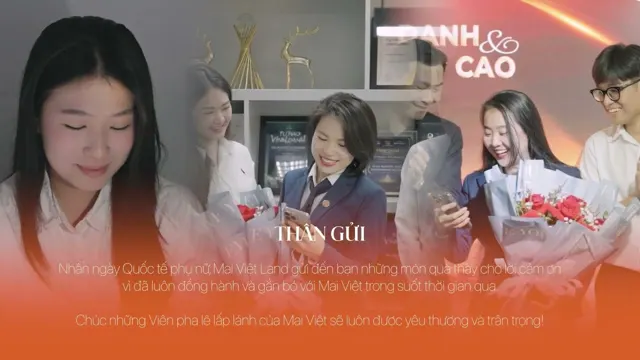 DANH &
CAO
THÂN GỬI
Nhân ngày Quốc tế phụ nữ Mai Việt Land gửi đến bạn những món quà thay cho lời cảm ơn
vì đã luôn đồng hành và gắn bó với Mai Việt trong suốt thời gian qua.
Chúc những Viên pha lê lấp lánh của Mai Việt sẽ luôn được yêu thương và trân trọng!